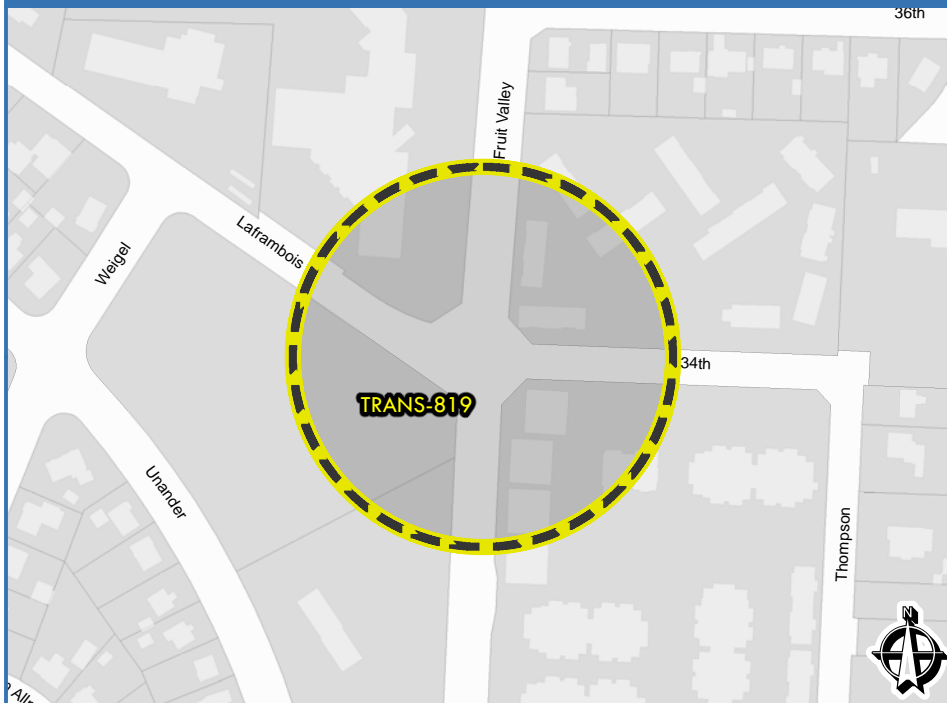 36th
Fruit Valley
Laframbois
Weigel
34th
TRANS-819
Unander
Thompson
N